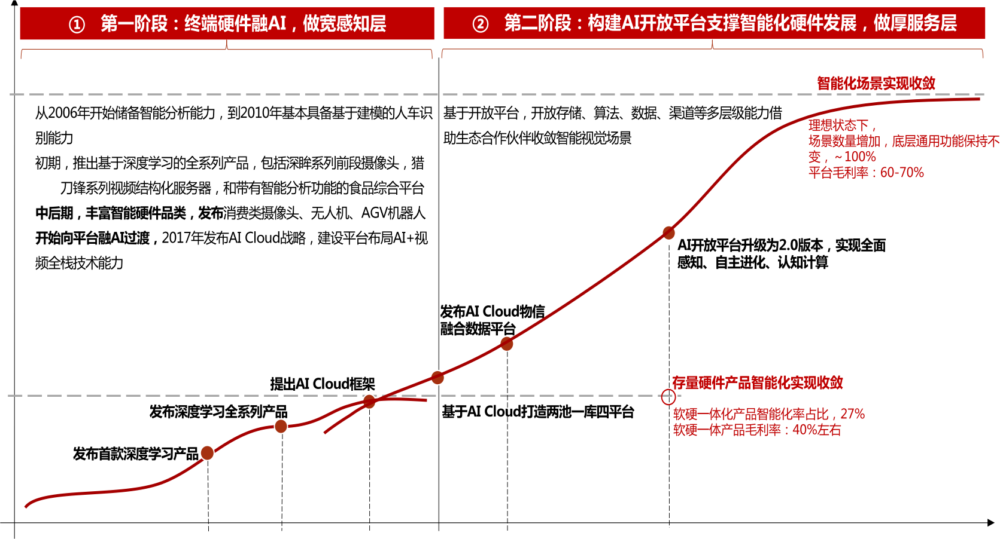 ① 第一阶段：终端硬件融AI，做宽感知层
② 第二阶段：构建AI开放平台支撑智能化硬件发展，做厚服务层
从2006年开始储备智能分析能力，到2010年基本具备基于建模的人车识
别能力
初期，推出基于深度学习的全系列产品，包括深眸系列前段摄像头，猎
刀锋系列视频结构化服务器，和带有智能分析功能的食品综合平台
中后期，丰富智能硬件品类，发布消费类摄像头、无人机、AGV机器人
开始向平台融AI过渡，2017年发布AI Cloud战略，建设平台布局AI+视
频全栈技术能力
基于开放平台，开放存储、算法、数据、渠道等多层级能力借
助生态合作伙伴收敛智能视觉场景
智能化场景实现收敛
理想状态下，
场景数量增加，底层通用功能保持不
变，～100%
平台毛利率：60-70%
AI开放平台升级为2.0版本，实现全面
感知、自主进化、认知计算
发布AI Cloud物信
融合数据平台
提出AI Cloud框架
存量硬件产品智能化实现收敛
发布深度学习全系列产品
基于AI Cloud打造两池一库四平台
软硬一体化产品智能化率占比，27%
软硬一体产品毛利率：40%左右
发布首款深度学习产品